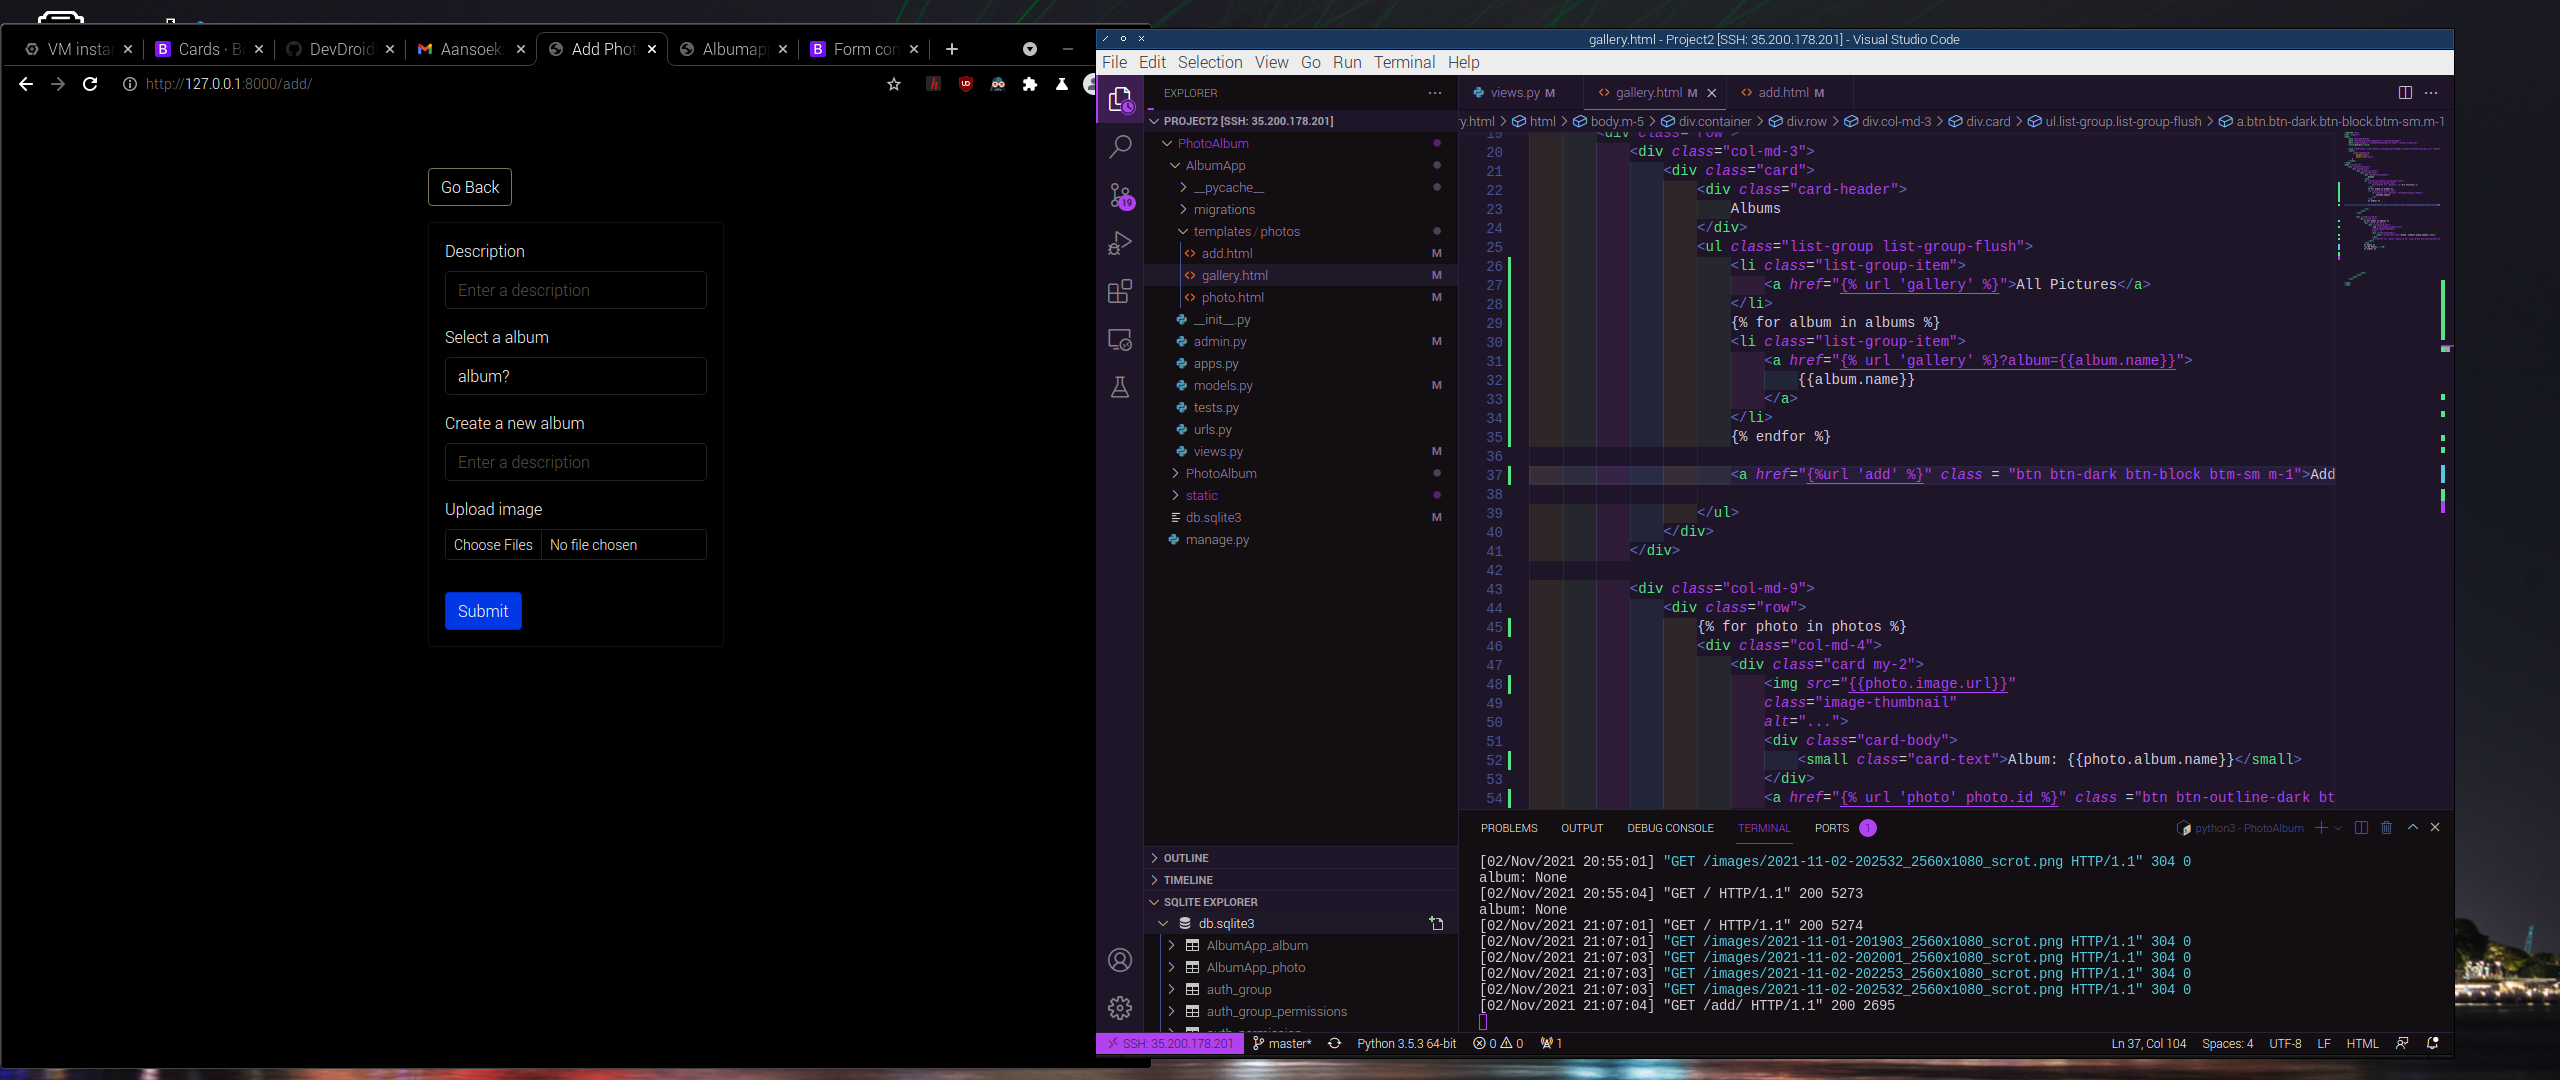 VM insta
Cards · B
DevDroid
Aansoek
Add Phot
Albumap
Form con
http://127.0.0.1:8000/add/
Go Back
Description
Enter a description
Select a album
album?
Create a new album
Enter a description
Upload image
Choose Files No file chosen
Submit
gallery.html - Project2 [SSH: 35.200.178.201] - Visual Studio Code
File Edit Selection View Go Run Terminal Help
EXPLORER
PROJECT2 [SSH: 35.200.178.201]
PhotoAlbum
AlbumApp
__pycache__
migrations
templates / photos
add.html M
gallery.html M
photo.html M
__init__.py
admin.py M
apps.py
models.py M
tests.py
urls.py
views.py M
PhotoAlbum
static
db.sqlite3 M
manage.py
OUTLINE
TIMELINE
SQLITE EXPLORER
db.sqlite3
AlbumApp_album
AlbumApp_photo
auth_group
auth_group_permissions
auth_permission
19
views.py M gallery.html M add.html M
y.html > html > body.m-5 > div.container > div.row > div.col-md-3 > div.card > ul.list-group.list-group-flush > a.btn.btn-dark.btn-block.btm-sm.m-1
19 <div class="row">
20 <div class="col-md-3">
21 <div class="card">
22 <div class="card-header">
23 Albums
24 </div>
25 <ul class="list-group list-group-flush">
26 <li class="list-group-item">
27 <a href="{% url 'gallery' %}">All Pictures</a>
28 </li>
29 {% for album in albums %}
30 <li class="list-group-item">
31 <a href="{% url 'gallery' %}?album={{album.name}}">
32 {{album.name}}
33 </a>
34 </li>
35 {% endfor %}
36
37 <a href="{%url 'add' %}" class = "btn btn-dark btn-block btm-sm m-1">Add
38
39 </ul>
40 </div>
41 </div>
42
43 <div class="col-md-9">
44 <div class="row">
45 {% for photo in photos %}
46 <div class="col-md-4">
47 <div class="card my-2">
48 <img src="{{photo.image.url}}"
49 class="image-thumbnail"
50 alt="...">
51 <div class="card-body">
52 <small class="card-text">Album: {{photo.album.name}}</small>
53 </div>
54 <a href="{% url 'photo' photo.id %}" class ="btn btn-outline-dark bt
PROBLEMS OUTPUT DEBUG CONSOLE TERMINAL PORTS 1
python3 - PhotoAlbum
[02/Nov/2021 20:55:01] "GET /images/2021-11-02-202532_2560x1080_scrot.png HTTP/1.1" 304 0
album: None
[02/Nov/2021 20:55:04] "GET / HTTP/1.1" 200 5273
album: None
[02/Nov/2021 21:07:01] "GET / HTTP/1.1" 200 5274
[02/Nov/2021 21:07:01] "GET /images/2021-11-01-201903_2560x1080_scrot.png HTTP/1.1" 304 0
[02/Nov/2021 21:07:03] "GET /images/2021-11-02-202001_2560x1080_scrot.png HTTP/1.1" 304 0
[02/Nov/2021 21:07:03] "GET /images/2021-11-02-202253_2560x1080_scrot.png HTTP/1.1" 304 0
[02/Nov/2021 21:07:03] "GET /images/2021-11-02-202532_2560x1080_scrot.png HTTP/1.1" 304 0
[02/Nov/2021 21:07:04] "GET /add/ HTTP/1.1" 200 2695
SSH: 35.200.178.201 master* Python 3.5.3 64-bit 0 0 1 Ln 37, Col 104 Spaces: 4 UTF-8 LF HTML